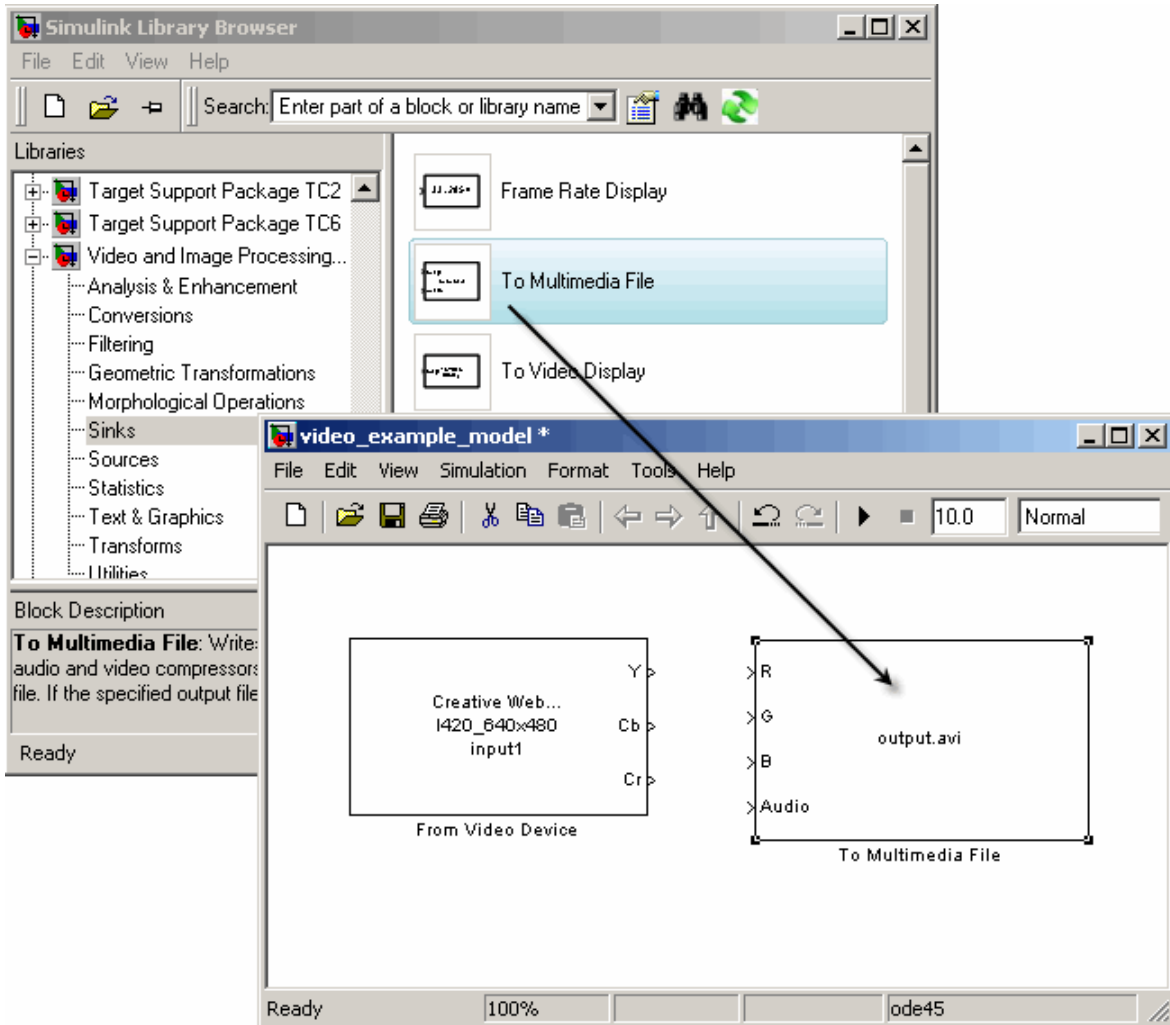 Simulink Library Browser
File Edit View Help
Search: Enter part of a block or library name
Libraries
Target Support Package TC2
Target Support Package TC6
Video and Image Processing...
Analysis & Enhancement
Conversions
Filtering
Geometric Transformations
Morphological Operations
Sinks
Sources
Statistics
Text & Graphics
Transforms
Utilities
Frame Rate Display
To Multimedia File
To Video Display
Block Description
To Multimedia File: Write
audio and video compressors
file. If the specified output file
Ready
video_example_model *
File Edit View Simulation Format Tools Help
10.0 Normal
Creative Web...
I420_640x480
input1
Y
Cb
Cr
From Video Device
R
G
B
Audio
output.avi
To Multimedia File
Ready 100% ode45